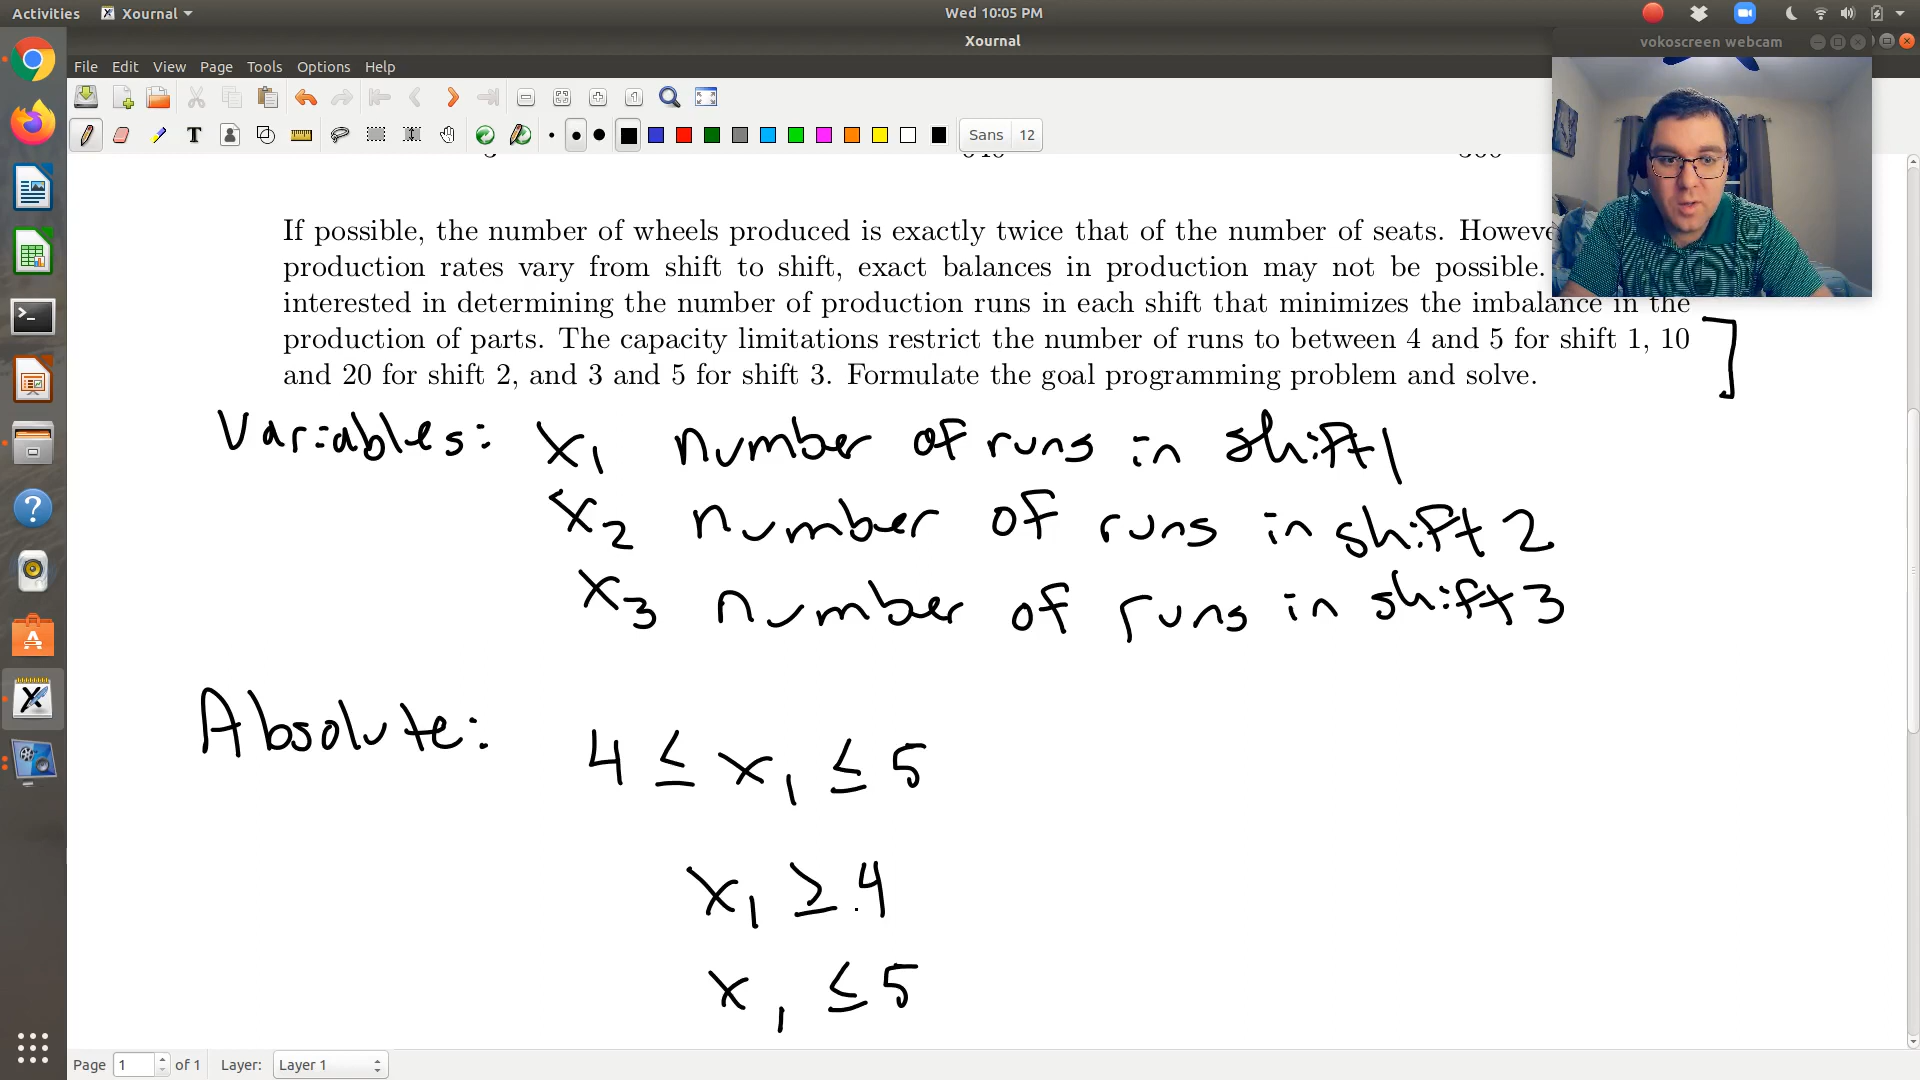 Activities Xournal Wed 10:05 PM
Xournal
vokoscreen webcam
File Edit View Page Tools Options Help
Sans 12
If possible, the number of wheels produced is exactly twice that of the number of seats. Howeve
production rates vary from shift to shift, exact balances in production may not be possible.
interested in determining the number of production runs in each shift that minimizes the imbalance in the
production of parts. The capacity limitations restrict the number of runs to between 4 and 5 for shift 1, 10
and 20 for shift 2, and 3 and 5 for shift 3. Formulate the goal programming problem and solve.
Variables: x₁ number of runs in shift 1
x₂ number of runs in shift 2
x₃ number of runs in shift 3
Absolute: 4 ≤ x₁ ≤ 5
x₁ ≥ 4
x₁ ≤ 5
Page 1 of 1 Layer: Layer 1